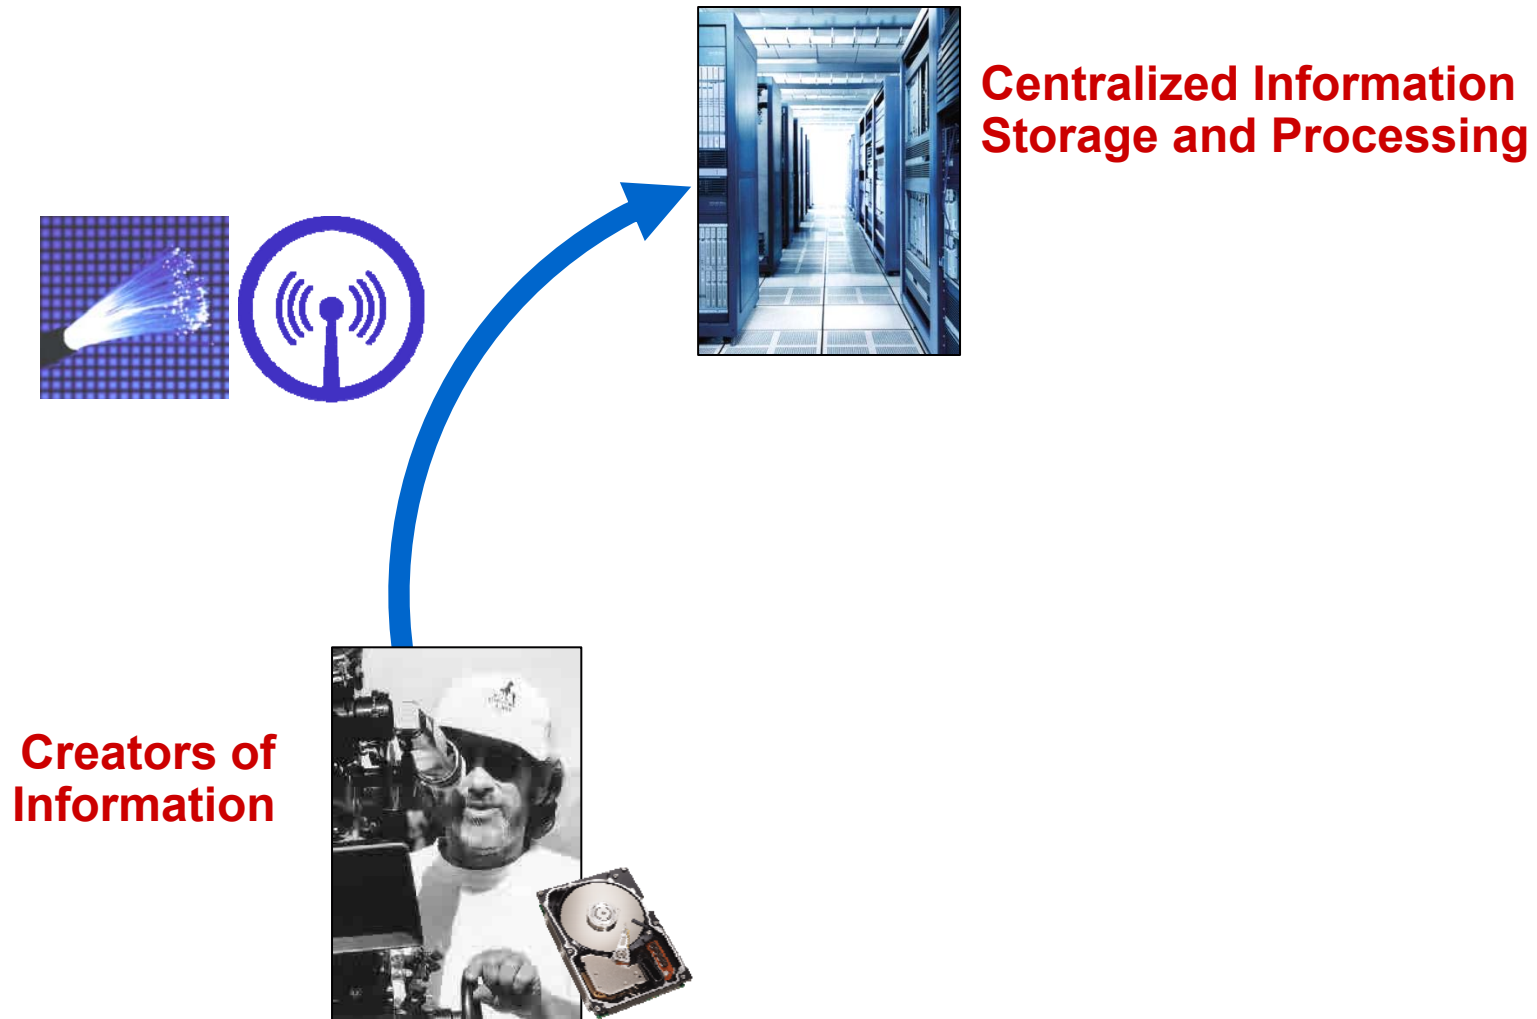 Centralized Information
Storage and Processing
Creators of
Information